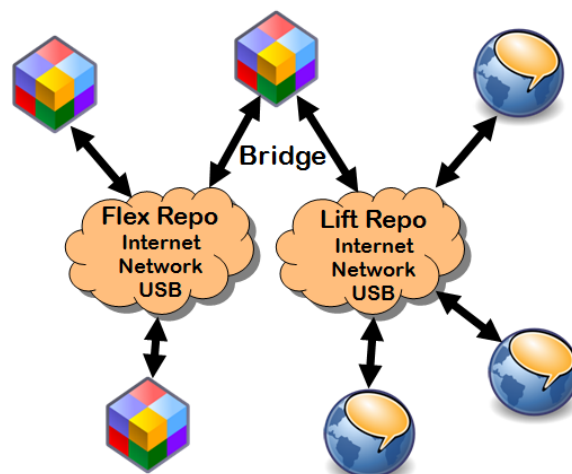 Bridge
Flex Repo
Internet
Network
USB
Lift Repo
Internet
Network
USB